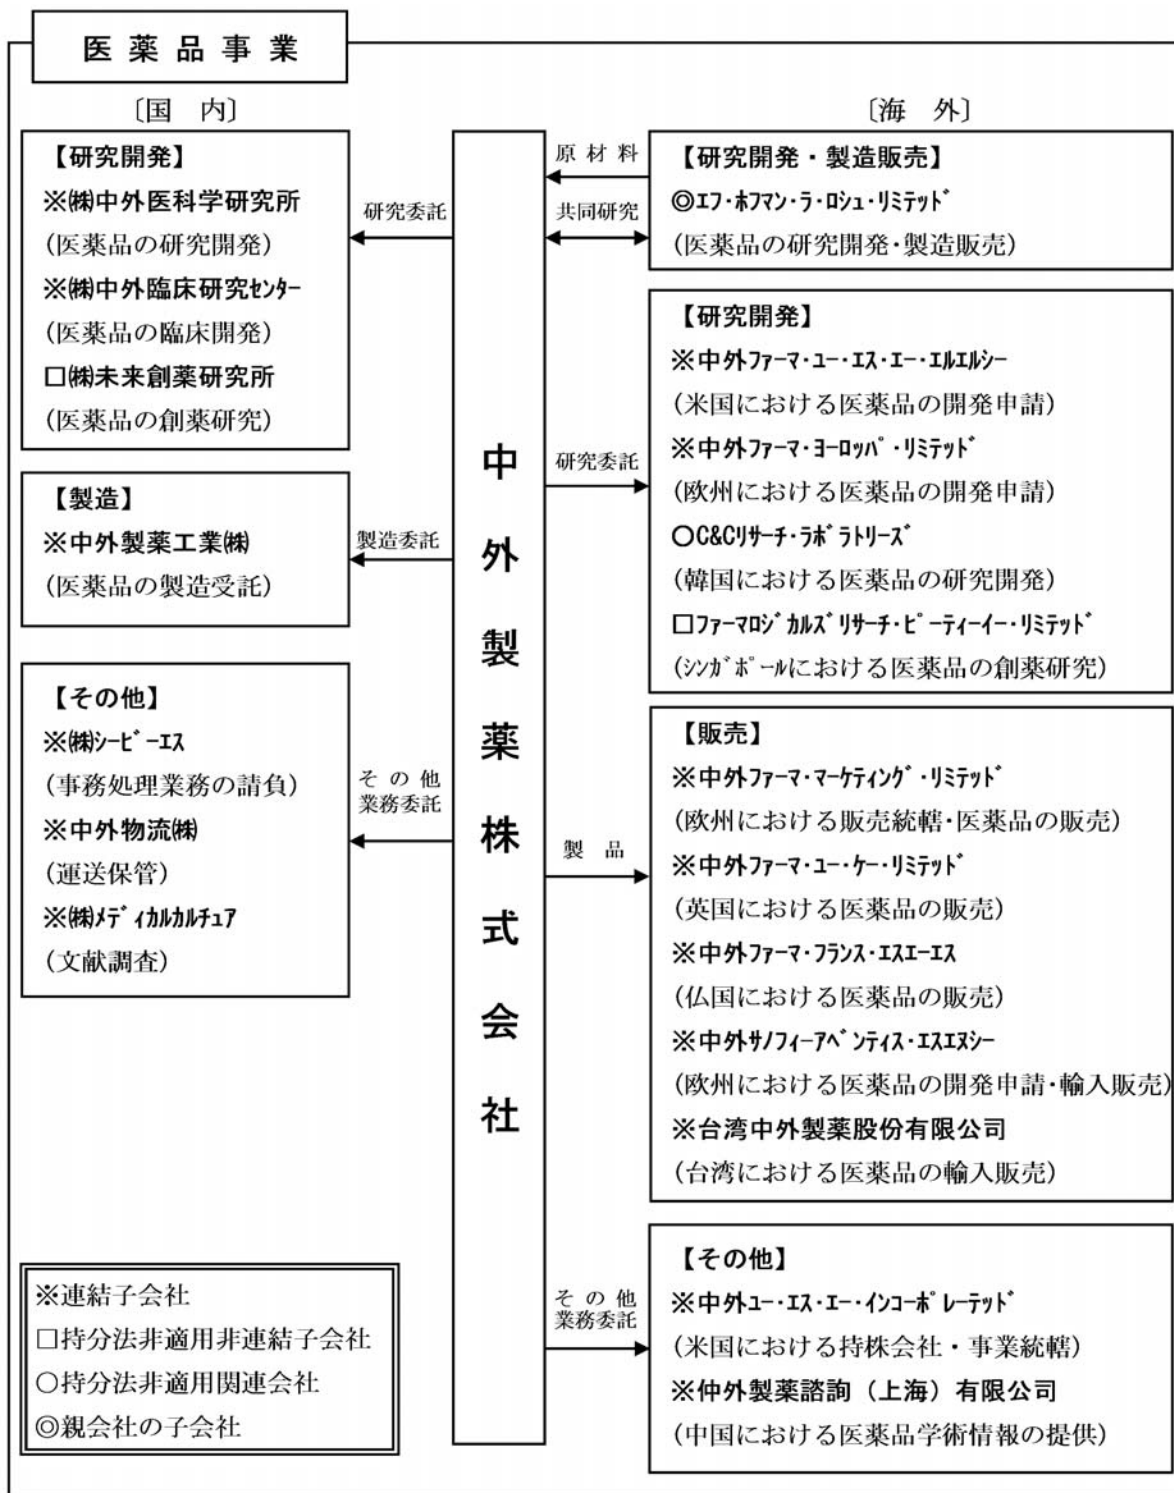 医薬品事業
〔国　内〕
【研究開発】
※㈱中外医科学研究所
(医薬品の研究開発)
※㈱中外臨床研究ｾﾝﾀｰ
(医薬品の臨床開発)
□㈱未来創薬研究所
(医薬品の創薬研究)
【製造】
※中外製薬工業㈱
(医薬品の製造受託)
【その他】
※㈱ｼｰﾋﾞｰｴｽ
(事務処理業務の請負)
※中外物流㈱
(運送保管)
※㈱ﾒﾃﾞｨｶﾙｶﾙﾁｭｱ
(文献調査)
研究委託
製造委託
その他
業務委託
中外製薬株式会社
原材料
共同研究
研究委託
製品
その他
業務委託
〔海　外〕
【研究開発・製造販売】
◎ｴﾌ･ﾎﾌﾏﾝ･ﾗ･ﾛｼｭ･ﾘﾐﾃｯﾄﾞ
(医薬品の研究開発･製造販売)
【研究開発】
※中外ﾌｧｰﾏ･ﾕｰ･ｴｽ･ｴｰ･ｴﾙｴﾙｼｰ
(米国における医薬品の開発申請)
※中外ﾌｧｰﾏ･ﾖｰﾛｯﾊﾟ･ﾘﾐﾃｯﾄﾞ
(欧州における医薬品の開発申請)
○C&Cﾘｻｰﾁ･ﾗﾎﾞﾗﾄﾘｰｽﾞ
(韓国における医薬品の研究開発)
□ﾌｧｰﾏﾛｼﾞｶﾙｽﾞﾘｻｰﾁ･ﾋﾟｰﾃｨｰｲｰ･ﾘﾐﾃｯﾄﾞ
(ｼﾝｶﾞﾎﾟｰﾙにおける医薬品の創薬研究)
【販売】
※中外ﾌｧｰﾏ･ﾏｰｹﾃｨﾝｸﾞ･ﾘﾐﾃｯﾄﾞ
(欧州における販売統轄･医薬品の販売)
※中外ﾌｧｰﾏ･ﾕｰ･ｹｰ･ﾘﾐﾃｯﾄﾞ
(英国における医薬品の販売)
※中外ﾌｧｰﾏ･ﾌﾗﾝｽ･ｴｽｴｰｴｽ
(仏国における医薬品の販売)
※中外ｻﾉﾌｨｰｱﾍﾞﾝﾃｨｽ･ｴｽｴﾇｼｰ
(欧州における医薬品の開発申請･輸入販売)
※台湾中外製薬股份有限公司
(台湾における医薬品の輸入販売)
【その他】
※中外ﾕｰ･ｴｽ･ｴｰ･ｲﾝｺｰﾎﾟﾚｰﾃｯﾄﾞ
(米国における持株会社・事業統轄)
※仲外製薬諮詢（上海）有限公司
(中国における医薬品学術情報の提供)
※連結子会社
□持分法非適用非連結子会社
○持分法非適用関連会社
◎親会社の子会社